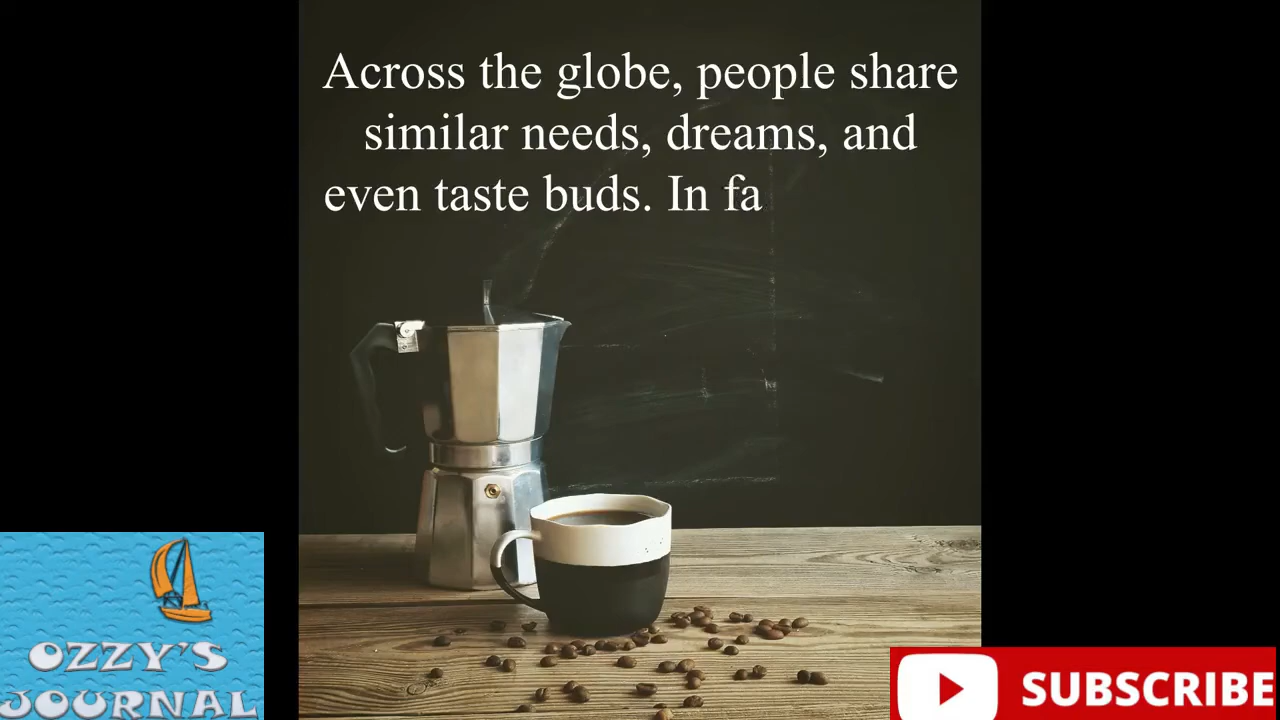 Across the globe, people share
similar needs, dreams, and
even taste buds. In fa
OZZY'S
JOURNAL
SUBSCRIBE